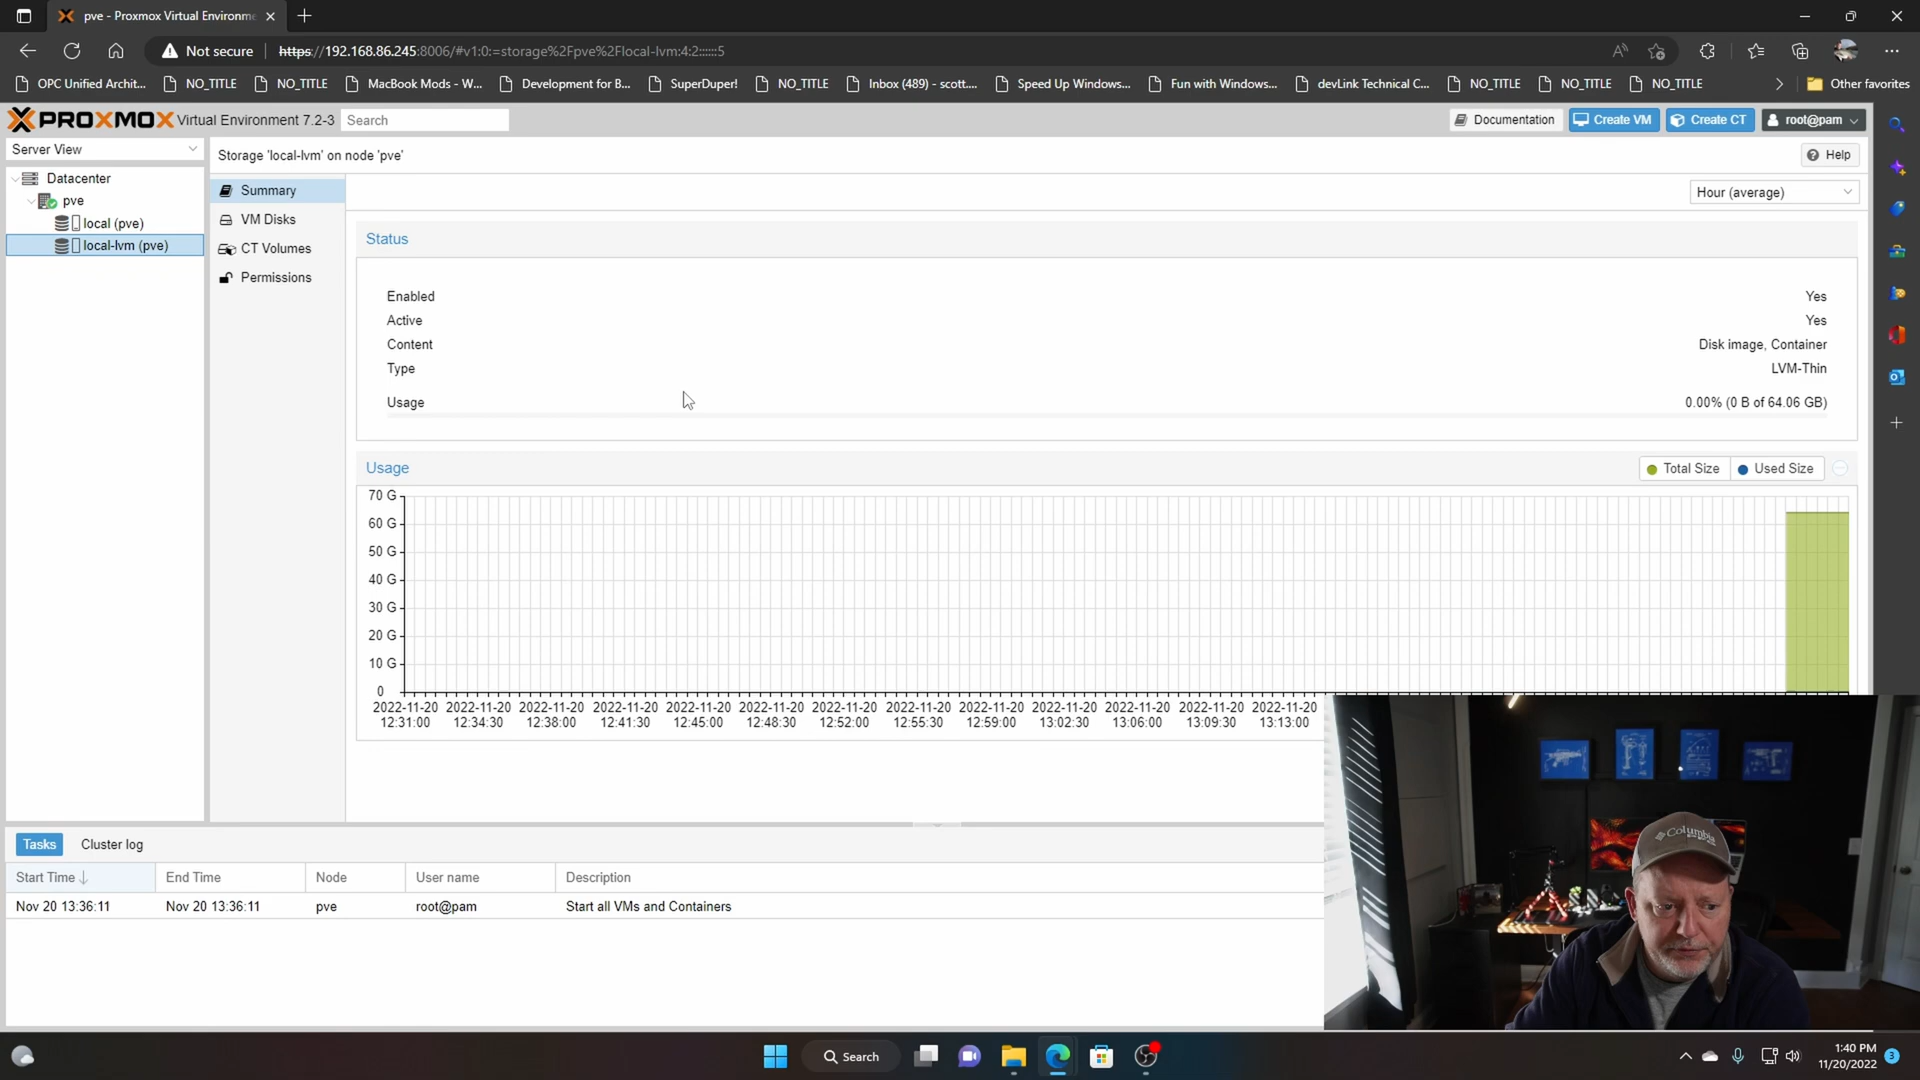 pve - Proxmox Virtual Environme
Not secure
https://192.168.86.245:8006/#v1:0:=storage%2Fpve%2Flocal-lvm:4:2::::::5
OPC Unified Archit...
NO_TITLE
NO_TITLE
MacBook Mods - W...
Development for B...
SuperDuper!
NO_TITLE
Inbox (489) - scott....
Speed Up Windows...
Fun with Windows...
devLink Technical C...
NO_TITLE
NO_TITLE
NO_TITLE
Other favorites
PROXMOX Virtual Environment 7.2-3
Search
Documentation
Create VM
Create CT
root@pam
Server View
Storage 'local-lvm' on node 'pve'
Help
Datacenter
pve
local (pve)
local-lvm (pve)
Summary
VM Disks
CT Volumes
Permissions
Hour (average)
Status
Enabled Yes
Active Yes
Content Disk image, Container
Type LVM-Thin
Usage 0.00% (0 B of 64.06 GB)
Usage
Total Size
Used Size
70 G
60 G
50 G
40 G
30 G
20 G
10 G
0
2022-11-20 2022-11-20 2022-11-20 2022-11-20 2022-11-20 2022-11-20 2022-11-20 2022-11-20 2022-11-20 2022-11-20 2022-11-20 2022-11-20 2022-11-20
12:31:00 12:34:30 12:38:00 12:41:30 12:45:00 12:48:30 12:52:00 12:55:30 12:59:00 13:02:30 13:06:00 13:09:30 13:13:00
Tasks
Cluster log
Start Time End Time Node User name Description
Nov 20 13:36:11 Nov 20 13:36:11 pve root@pam Start all VMs and Containers
Columbia
Search
1:40 PM
11/20/2022
3